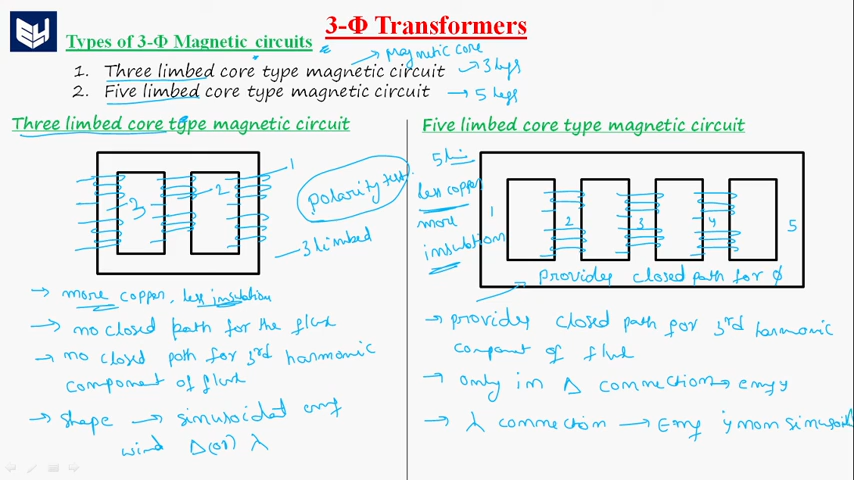 3-Φ Transformers
Types of 3-Φ Magnetic circuits
→ magnetic core
1. Three limbed core type magnetic circuit → 3 legs
2. Five limbed core type magnetic circuit → 5 legs
Three limbed core type magnetic circuit
1
2
3
polarity test
3 limbed
→ more copper, less insulation
→ no closed path for the flux
→ no closed path for 3rd harmonic
component of flux
→ shape → sinusoidal emf
wind Δ (or) Y
Five limbed core type magnetic circuit
5 li
less copper
more
insulation
1
2
3
4
5
provides closed path for ϕ
→ provides closed path for 3rd harmonic
component of flux
→ only in Δ connection →
→ connection → Emf non sinusoid